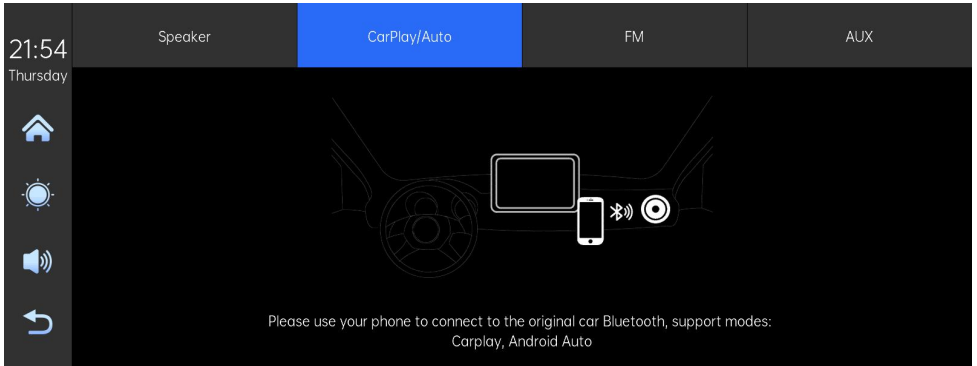 21:54
Thursday
Speaker
CarPlay/Auto
FM
AUX
Please use your phone to connect to the original car Bluetooth, support modes:
Carplay, Android Auto